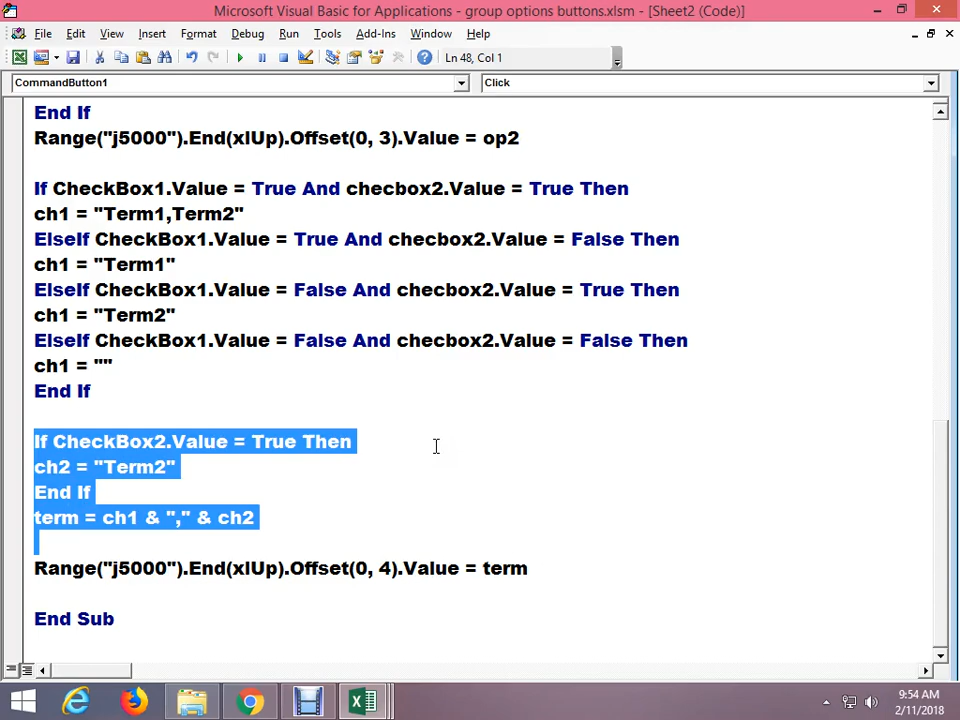 Microsoft Visual Basic for Applications - group options buttons.xlsm - [Sheet2 (Code)]
File Edit View Insert Format Debug Run Tools Add-Ins Window Help
Ln 48, Col 1
CommandButton1 Click
End If
Range("j5000").End(xlUp).Offset(0, 3).Value = op2
If CheckBox1.Value = True And checbox2.Value = True Then
ch1 = "Term1,Term2"
ElseIf CheckBox1.Value = True And checbox2.Value = False Then
ch1 = "Term1"
ElseIf CheckBox1.Value = False And checbox2.Value = True Then
ch1 = "Term2"
ElseIf CheckBox1.Value = False And checbox2.Value = False Then
ch1 = ""
End If
If CheckBox2.Value = True Then
ch2 = "Term2"
End If
term = ch1 & "," & ch2
Range("j5000").End(xlUp).Offset(0, 4).Value = term
End Sub
9:54 AM
2/11/2018